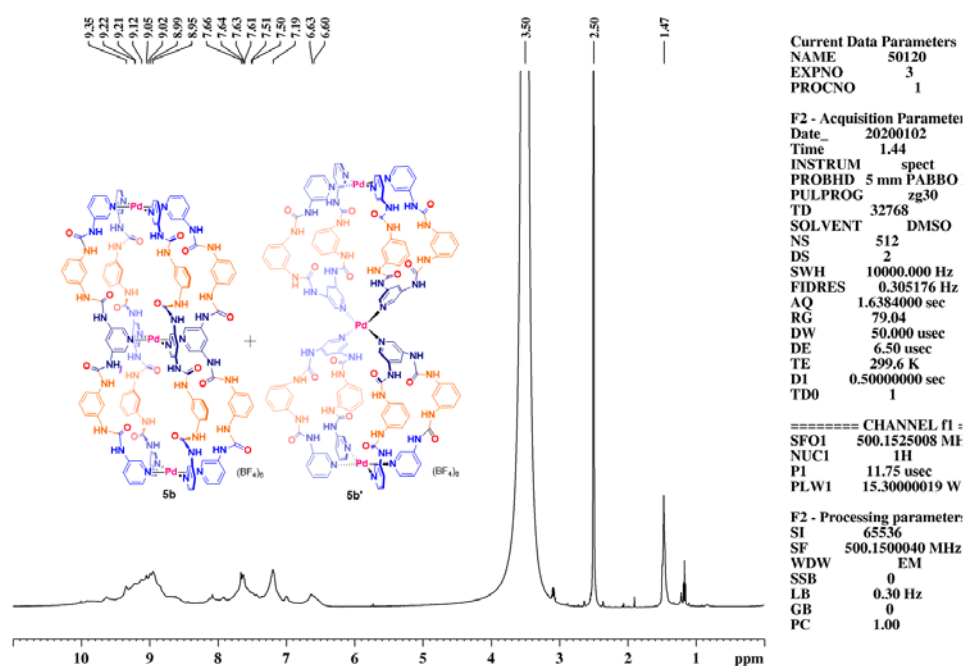 9.35
9.22
9.21
9.12
9.05
9.02
8.99
8.95
7.66
7.64
7.63
7.61
7.51
7.50
7.19
6.63
6.60
3.50
2.50
1.47
Current Data Parameters
NAME 50120
EXPNO 3
PROCNO 1
F2 - Acquisition Parameter
Date_ 20200102
Time 1.44
INSTRUM spect
PROBHD 5 mm PABBO
PULPROG zg30
TD 32768
SOLVENT DMSO
NS 512
DS 2
SWH 10000.000 Hz
FIDRES 0.305176 Hz
AQ 1.6384000 sec
RG 79.04
DW 50.000 usec
DE 6.50 usec
TE 299.6 K
D1 0.50000000 sec
TD0 1
======== CHANNEL f1 =
SFO1 500.1525008 MH
NUC1 1H
P1 11.75 usec
PLW1 15.30000019 W
F2 - Processing parameters
SI 65536
SF 500.1500040 MHz
WDW EM
SSB 0
LB 0.30 Hz
GB 0
PC 1.00
Pd
Pd
Pd
(BF4)6
5b
+
Pd
Pd
Pd
(BF4)6
5b'
10 9 8 7 6 5 4 3 2 1 ppm